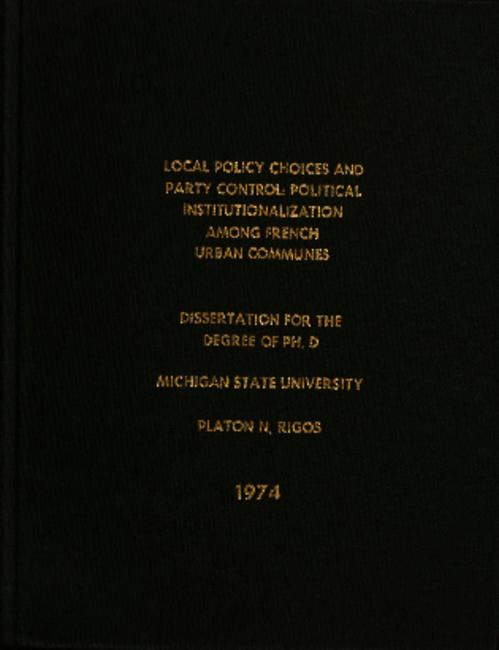 LOCAL POLICY CHOICES AND
PARTY CONTROL: POLITICAL
INSTITUTIONALIZATION
AMONG FRENCH
URBAN COMMUNES
DISSERTATION FOR THE
DEGREE OF PH. D
MICHIGAN STATE UNIVERSITY
PLATON N. RIGOS
1974